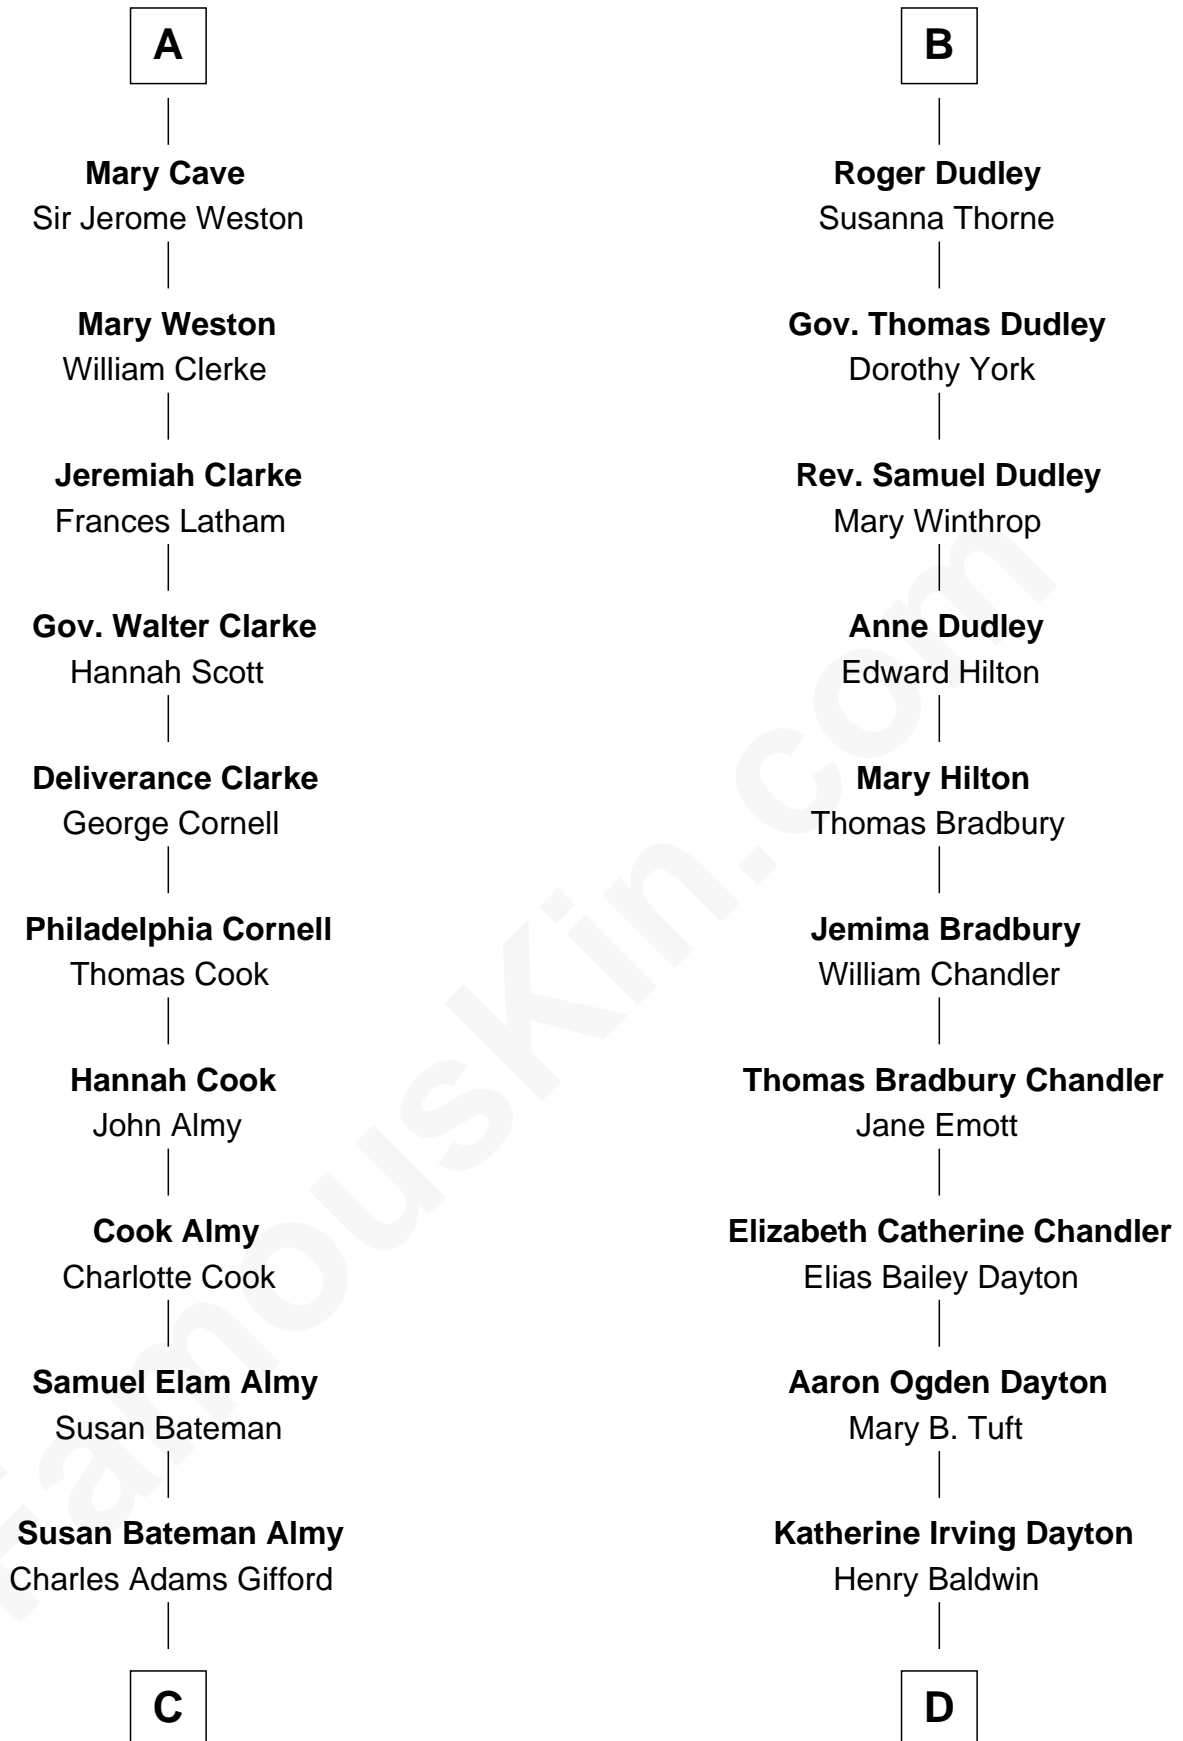 A
Mary Cave
Sir Jerome Weston
Mary Weston
William Clerke
Jeremiah Clarke
Frances Latham
Gov. Walter Clarke
Hannah Scott
Deliverance Clarke
George Cornell
Philadelphia Cornell
Thomas Cook
Hannah Cook
John Almy
Cook Almy
Charlotte Cook
Samuel Elam Almy
Susan Bateman
Susan Bateman Almy
Charles Adams Gifford
C
B
Roger Dudley
Susanna Thorne
Gov. Thomas Dudley
Dorothy York
Rev. Samuel Dudley
Mary Winthrop
Anne Dudley
Edward Hilton
Mary Hilton
Thomas Bradbury
Jemima Bradbury
William Chandler
Thomas Bradbury Chandler
Jane Emott
Elizabeth Catherine Chandler
Elias Bailey Dayton
Aaron Ogden Dayton
Mary B. Tuft
Katherine Irving Dayton
Henry Baldwin
D
FamousKin.com